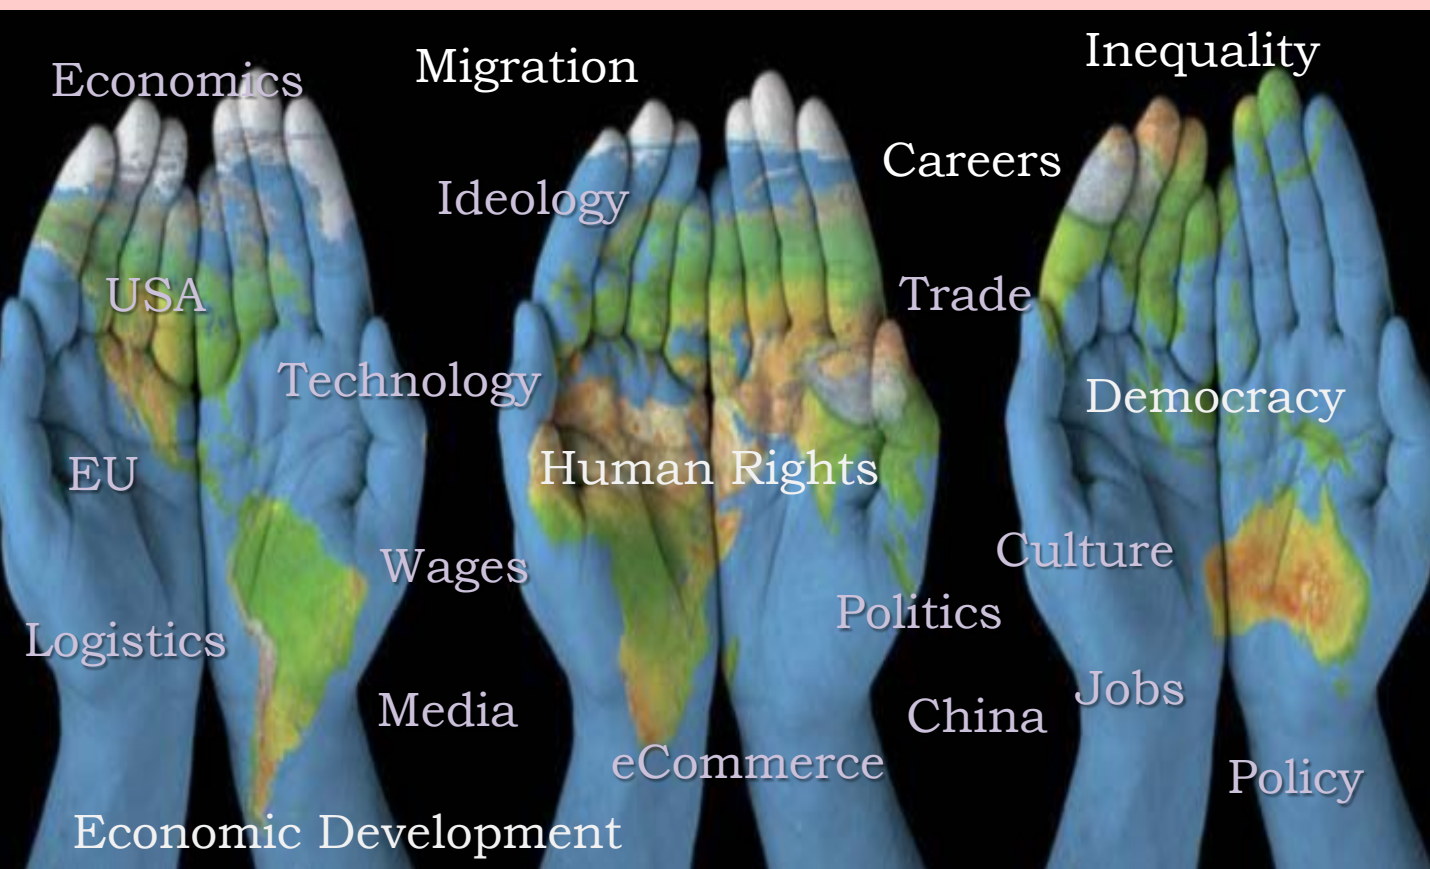 Economics
Migration
Inequality
Careers
Ideology
USA
Trade
Technology
Democracy
EU
Human Rights
Culture
Wages
Politics
Logistics
Jobs
Media
China
eCommerce
Policy
Economic Development